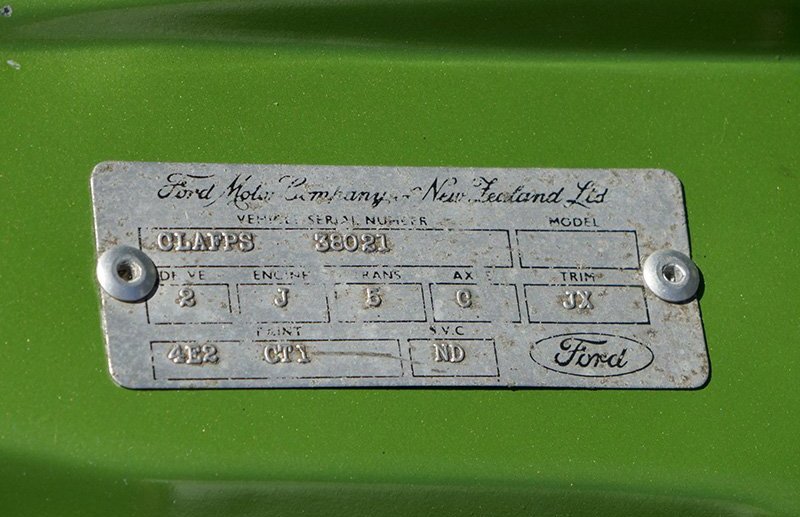 Ford Motor Company of New Zealand Ltd
VEHICLE SERIAL NUMBER MODEL
CLAFPS 38021
DRIVE ENGINE TRANS AXLE TRIM
2 J 5 C JX
PAINT S.V.C
4E2 CT1 ND Ford